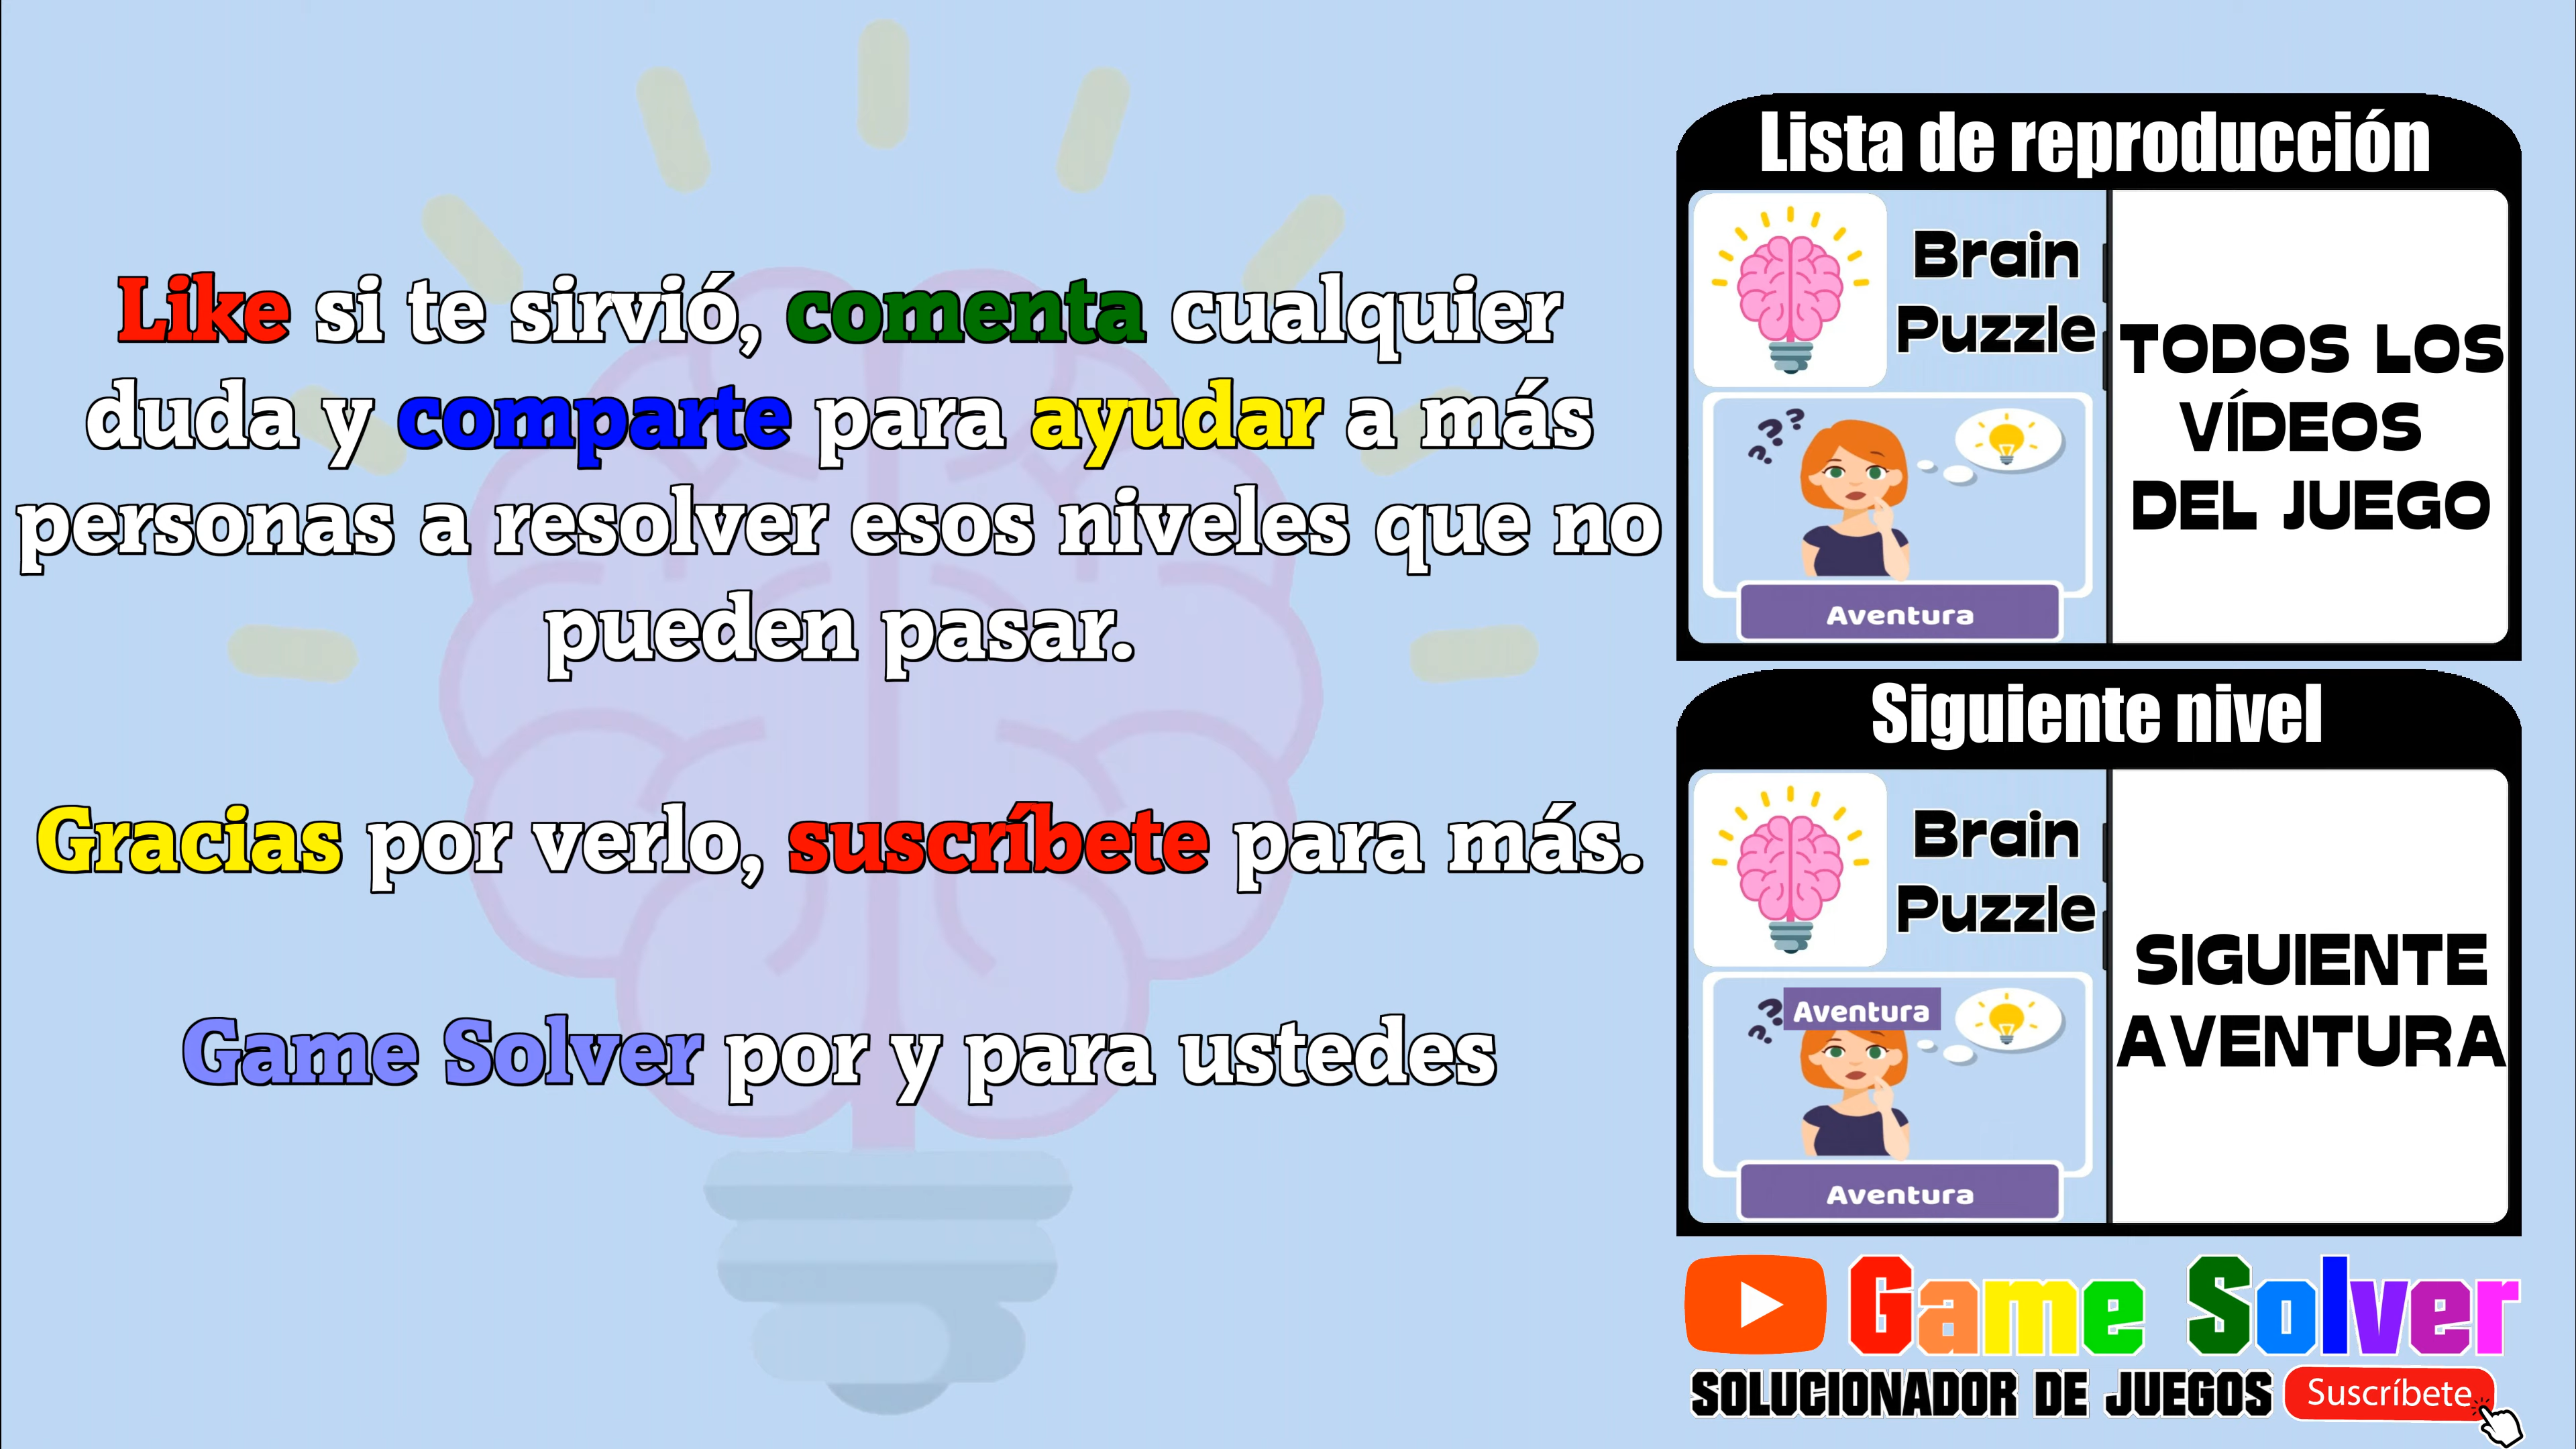 Like si te sirvió, comenta cualquier
duda y comparte para ayudar a más
personas a resolver esos niveles que no
pueden pasar.
Gracias por verlo, suscríbete para más.
Game Solver por y para ustedes
Lista de reproducción
Brain
Puzzle
???
Aventura
TODOS LOS
VÍDEOS
DEL JUEGO
Siguiente nivel
Brain
Puzzle
??
Aventura
Aventura
SIGUIENTE
AVENTURA
Game Solver
SOLUCIONADOR DE JUEGOS
Suscríbete